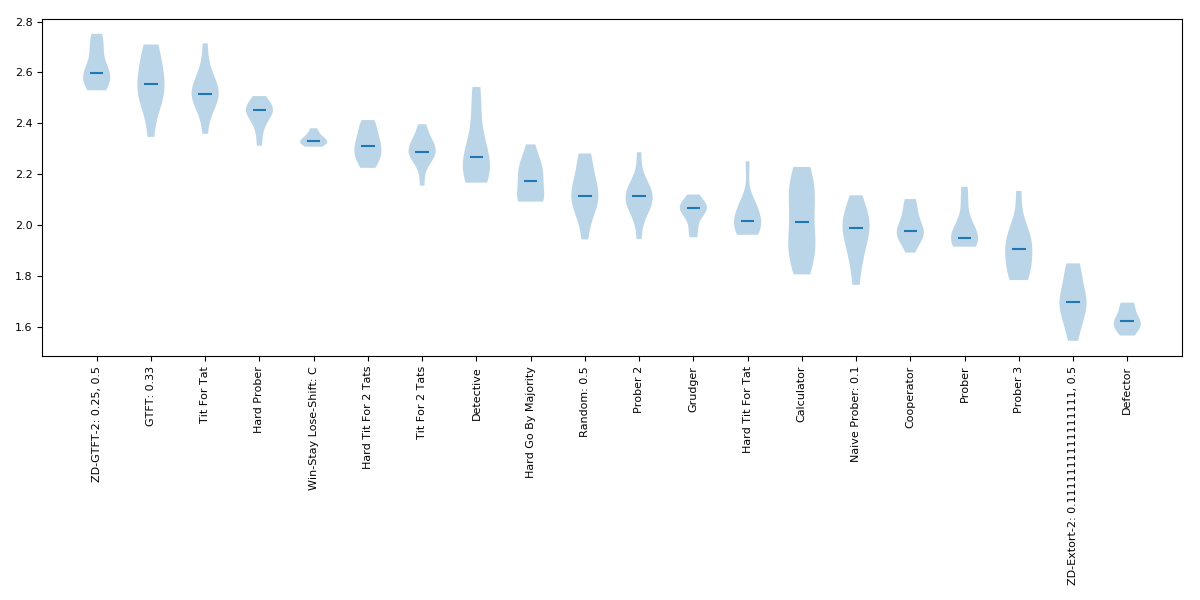 2.8
2.6
2.4
2.2
2.0
1.8
1.6
ZD-GTFT-2: 0.25, 0.5
GTFT: 0.33
Tit For Tat
Hard Prober
Win-Stay Lose-Shift: C
Hard Tit For 2 Tats
Tit For 2 Tats
Detective
Hard Go By Majority
Random: 0.5
Prober 2
Grudger
Hard Tit For Tat
Calculator
Naive Prober: 0.1
Cooperator
Prober
Prober 3
ZD-Extort-2: 0.1111111111111111, 0.5
Defector